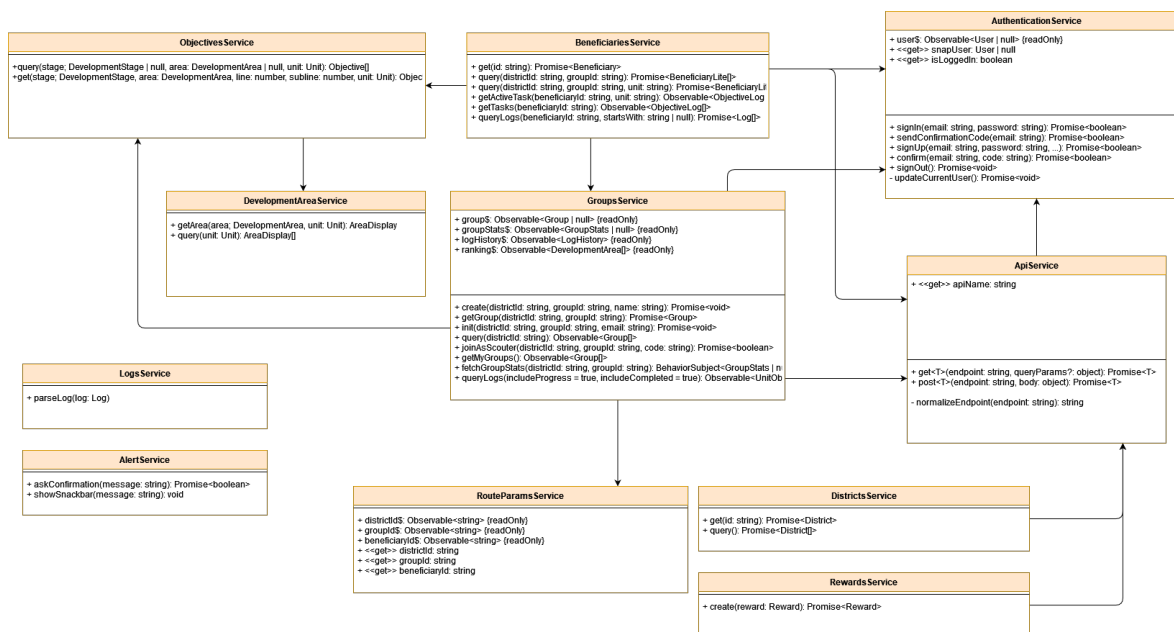 ObjectivesService
+query(stage; DevelopmentStage | null, area: DevelopmentArea | null, unit: Unit): Objective[]
+get(stage; DevelopmentStage, area: DevelopmentArea, line: number, subline: number, unit: Unit): Objec
BeneficiariesService
+ get(id: string): Promise<Beneficiary>
+ query(districtId: string, groupId: string): Promise<BeneficiaryLite[]>
+ query(districtId: string, groupId: string, unit: string): Promise<BeneficiaryLi
+ getActiveTask(beneficiaryId: string, unit: string): Observable<ObjectiveLog
+ getTasks(beneficiaryId: string): Observable<ObjectiveLog[]>
+ queryLogs(beneficiaryId: string, startsWith: string | null): Promise<Log[]>
AuthenticationService
+ user$: Observable<User | null> {readOnly}
+ <<get>> snapUser: User | null
+ <<get>> isLoggedIn: boolean
+ signIn(email: string, password: string): Promise<boolean>
+ sendConfirmationCode(email: string): Promise<boolean>
+ signUp(email: string, password: string, ...): Promise<boolean>
+ confirm(email: string, code: string): Promise<boolean>
+ signOut(): Promise<void>
- updateCurrentUser(): Promise<void>
DevelopmentAreaService
+ getArea(area; DevelopmentArea, unit: Unit): AreaDisplay
+ query(unit: Unit): AreaDisplay[]
GroupsService
+ group$: Observable<Group | null> {readOnly}
+ groupStats$: Observable<GroupStats | null> {readOnly}
+ logHistory$: Observable<LogHistory> {readOnly}
+ ranking$: Observable<DevelopmentArea[]> {readOnly}
+ create(districtId: string, groupId: string, name: string): Promise<void>
+ getGroup(districtId: string, groupId: string): Promise<Group>
+ init(districtId: string, groupId: string, email: string): Promise<void>
+ query(districtId: string): Observable<Group[]>
+ joinAsScouter(districtId: string, groupId: string, code: string): Promise<boolean>
+ getMyGroups(): Observable<Group[]>
+ fetchGroupStats(districtId: string, groupId: string): BehaviorSubject<GroupStats | nu
+ queryLogs(includeProgress = true, includeCompleted = true): Observable<UnitOb
ApiService
+ <<get>> apiName: string
+ get<T>(endpoint: string, queryParams?: object): Promise<T>
+ post<T>(endpoint: string, body: object): Promise<T>
- normalizeEndpoint(endpoint: string): string
LogsService
+ parseLog(log: Log)
AlertService
+ askConfirmation(message: string): Promise<boolean>
+ showSnackbar(message: string): void
RouteParamsService
+ districtId$: Observable<string> {readOnly}
+ groupId$: Observable<string> {readOnly}
+ beneficiaryId$: Observable<string> {readOnly}
+ <<get>> districtId: string
+ <<get>> groupId: string
+ <<get>> beneficiaryId: string
DistrictsService
+ get(id: string): Promise<District>
+ query(): Promise<District[]>
RewardsService
+ create(reward: Reward): Promise<Reward>